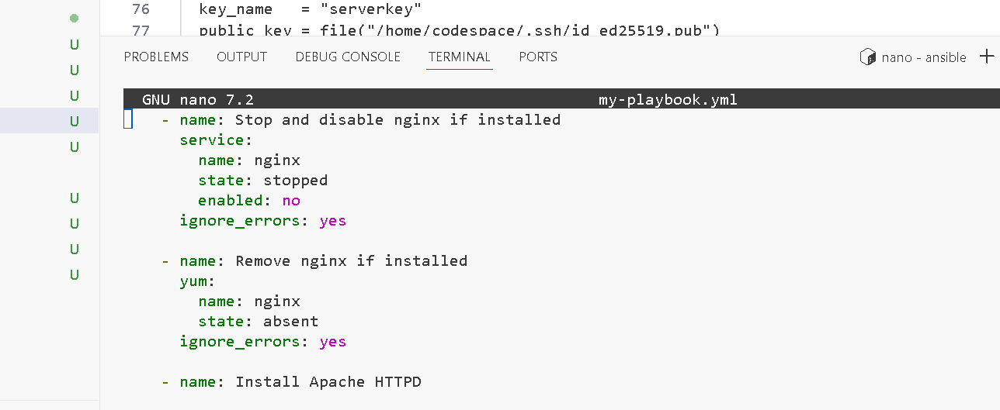 76 key_name = "serverkey"
77 public_key = file("/home/codespace/.ssh/id_ed25519.pub")
U
U
U
U
U
U
U
U
U
PROBLEMS OUTPUT DEBUG CONSOLE TERMINAL PORTS nano - ansible +
GNU nano 7.2 my-playbook.yml
- name: Stop and disable nginx if installed
service:
name: nginx
state: stopped
enabled: no
ignore_errors: yes
- name: Remove nginx if installed
yum:
name: nginx
state: absent
ignore_errors: yes
- name: Install Apache HTTPD